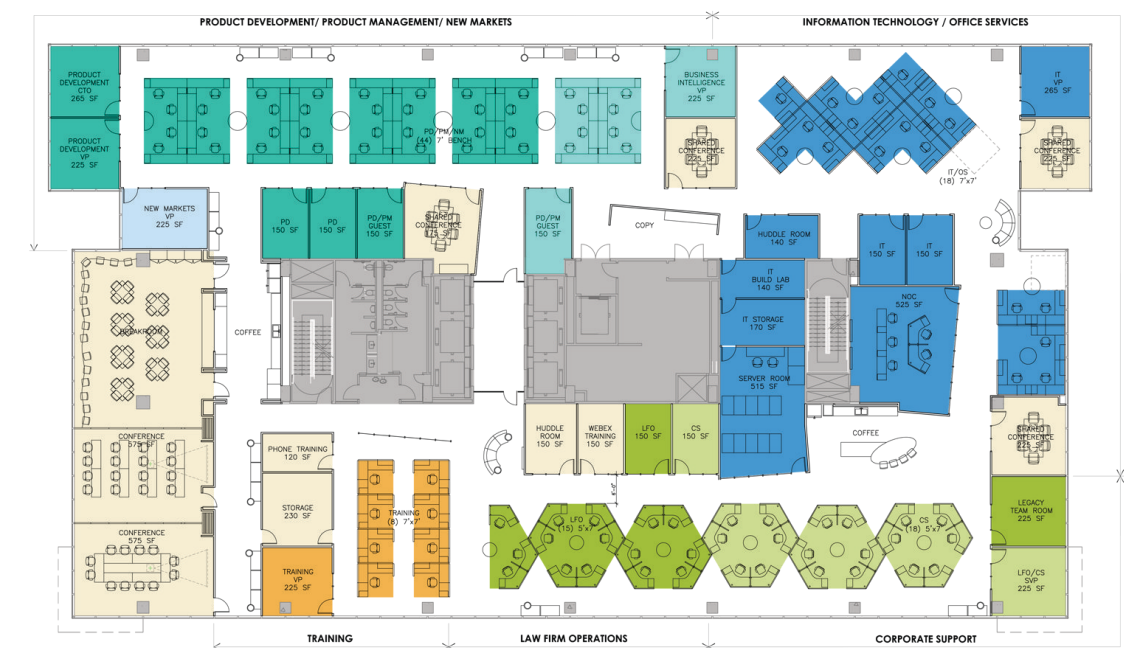 PRODUCT DEVELOPMENT/ PRODUCT MANAGEMENT/ NEW MARKETS
INFORMATION TECHNOLOGY / OFFICE SERVICES
PRODUCT
DEVELOPMENT
CTO
265 SF
PRODUCT
DEVELOPMENT
VP
225 SF
PD/PM/NM
(44) 7' BENCH
BUSINESS
INTELLIGENCE
VP
225 SF
SHARED
CONFERENCE
225 SF
IT/OS
(18) 7'x7'
IT
VP
265 SF
SHARED
CONFERENCE
225 SF
NEW MARKETS
VP
225 SF
PD
150 SF
PD
150 SF
PD/PM
GUEST
150 SF
SHARED
CONFERENCE
175 SF
PD/PM
GUEST
150 SF
COPY
HUDDLE ROOM
140 SF
IT
150 SF
IT
150 SF
IT
BUILD LAB
140 SF
IT STORAGE
170 SF
NOC
525 SF
SERVER ROOM
515 SF
BREAKROOM
COFFEE
HUDDLE
ROOM
150 SF
WEBEX
TRAINING
150 SF
LFO
150 SF
CS
150 SF
COFFEE
SHARED
CONFERENCE
225 SF
CONFERENCE
575 SF
PHONE TRAINING
120 SF
STORAGE
230 SF
TRAINING
(8) 7'x7'
6'-0"
LEGACY
TEAM ROOM
225 SF
LFO
(15) 5'x7'
CS
(18) 5'x7'
CONFERENCE
575 SF
TRAINING
VP
225 SF
LFO/CS
SVP
225 SF
TRAINING
LAW FIRM OPERATIONS
CORPORATE SUPPORT